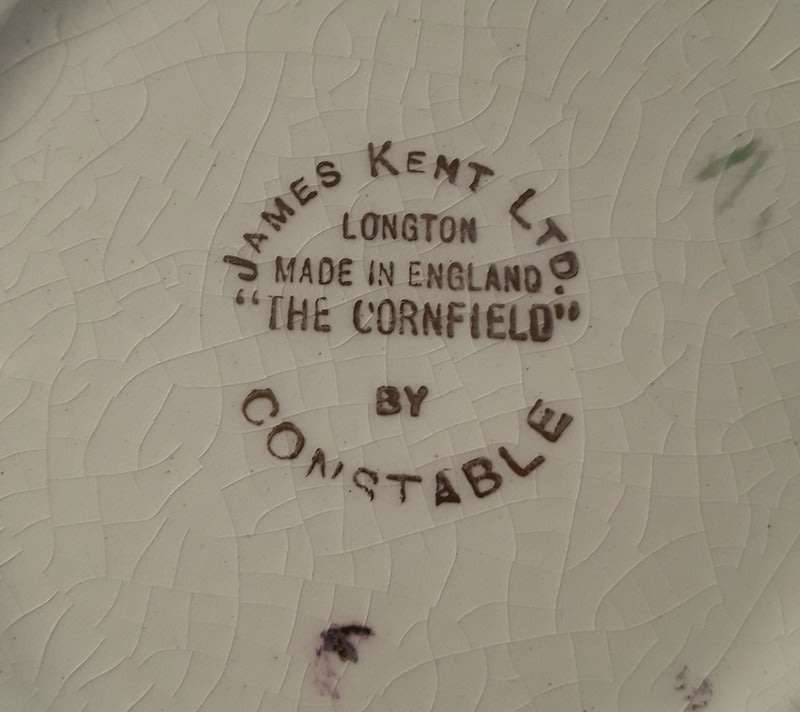 JAMES KENT LTD.
LONGTON
MADE IN ENGLAND
"THE CORNFIELD"
BY
CONSTABLE